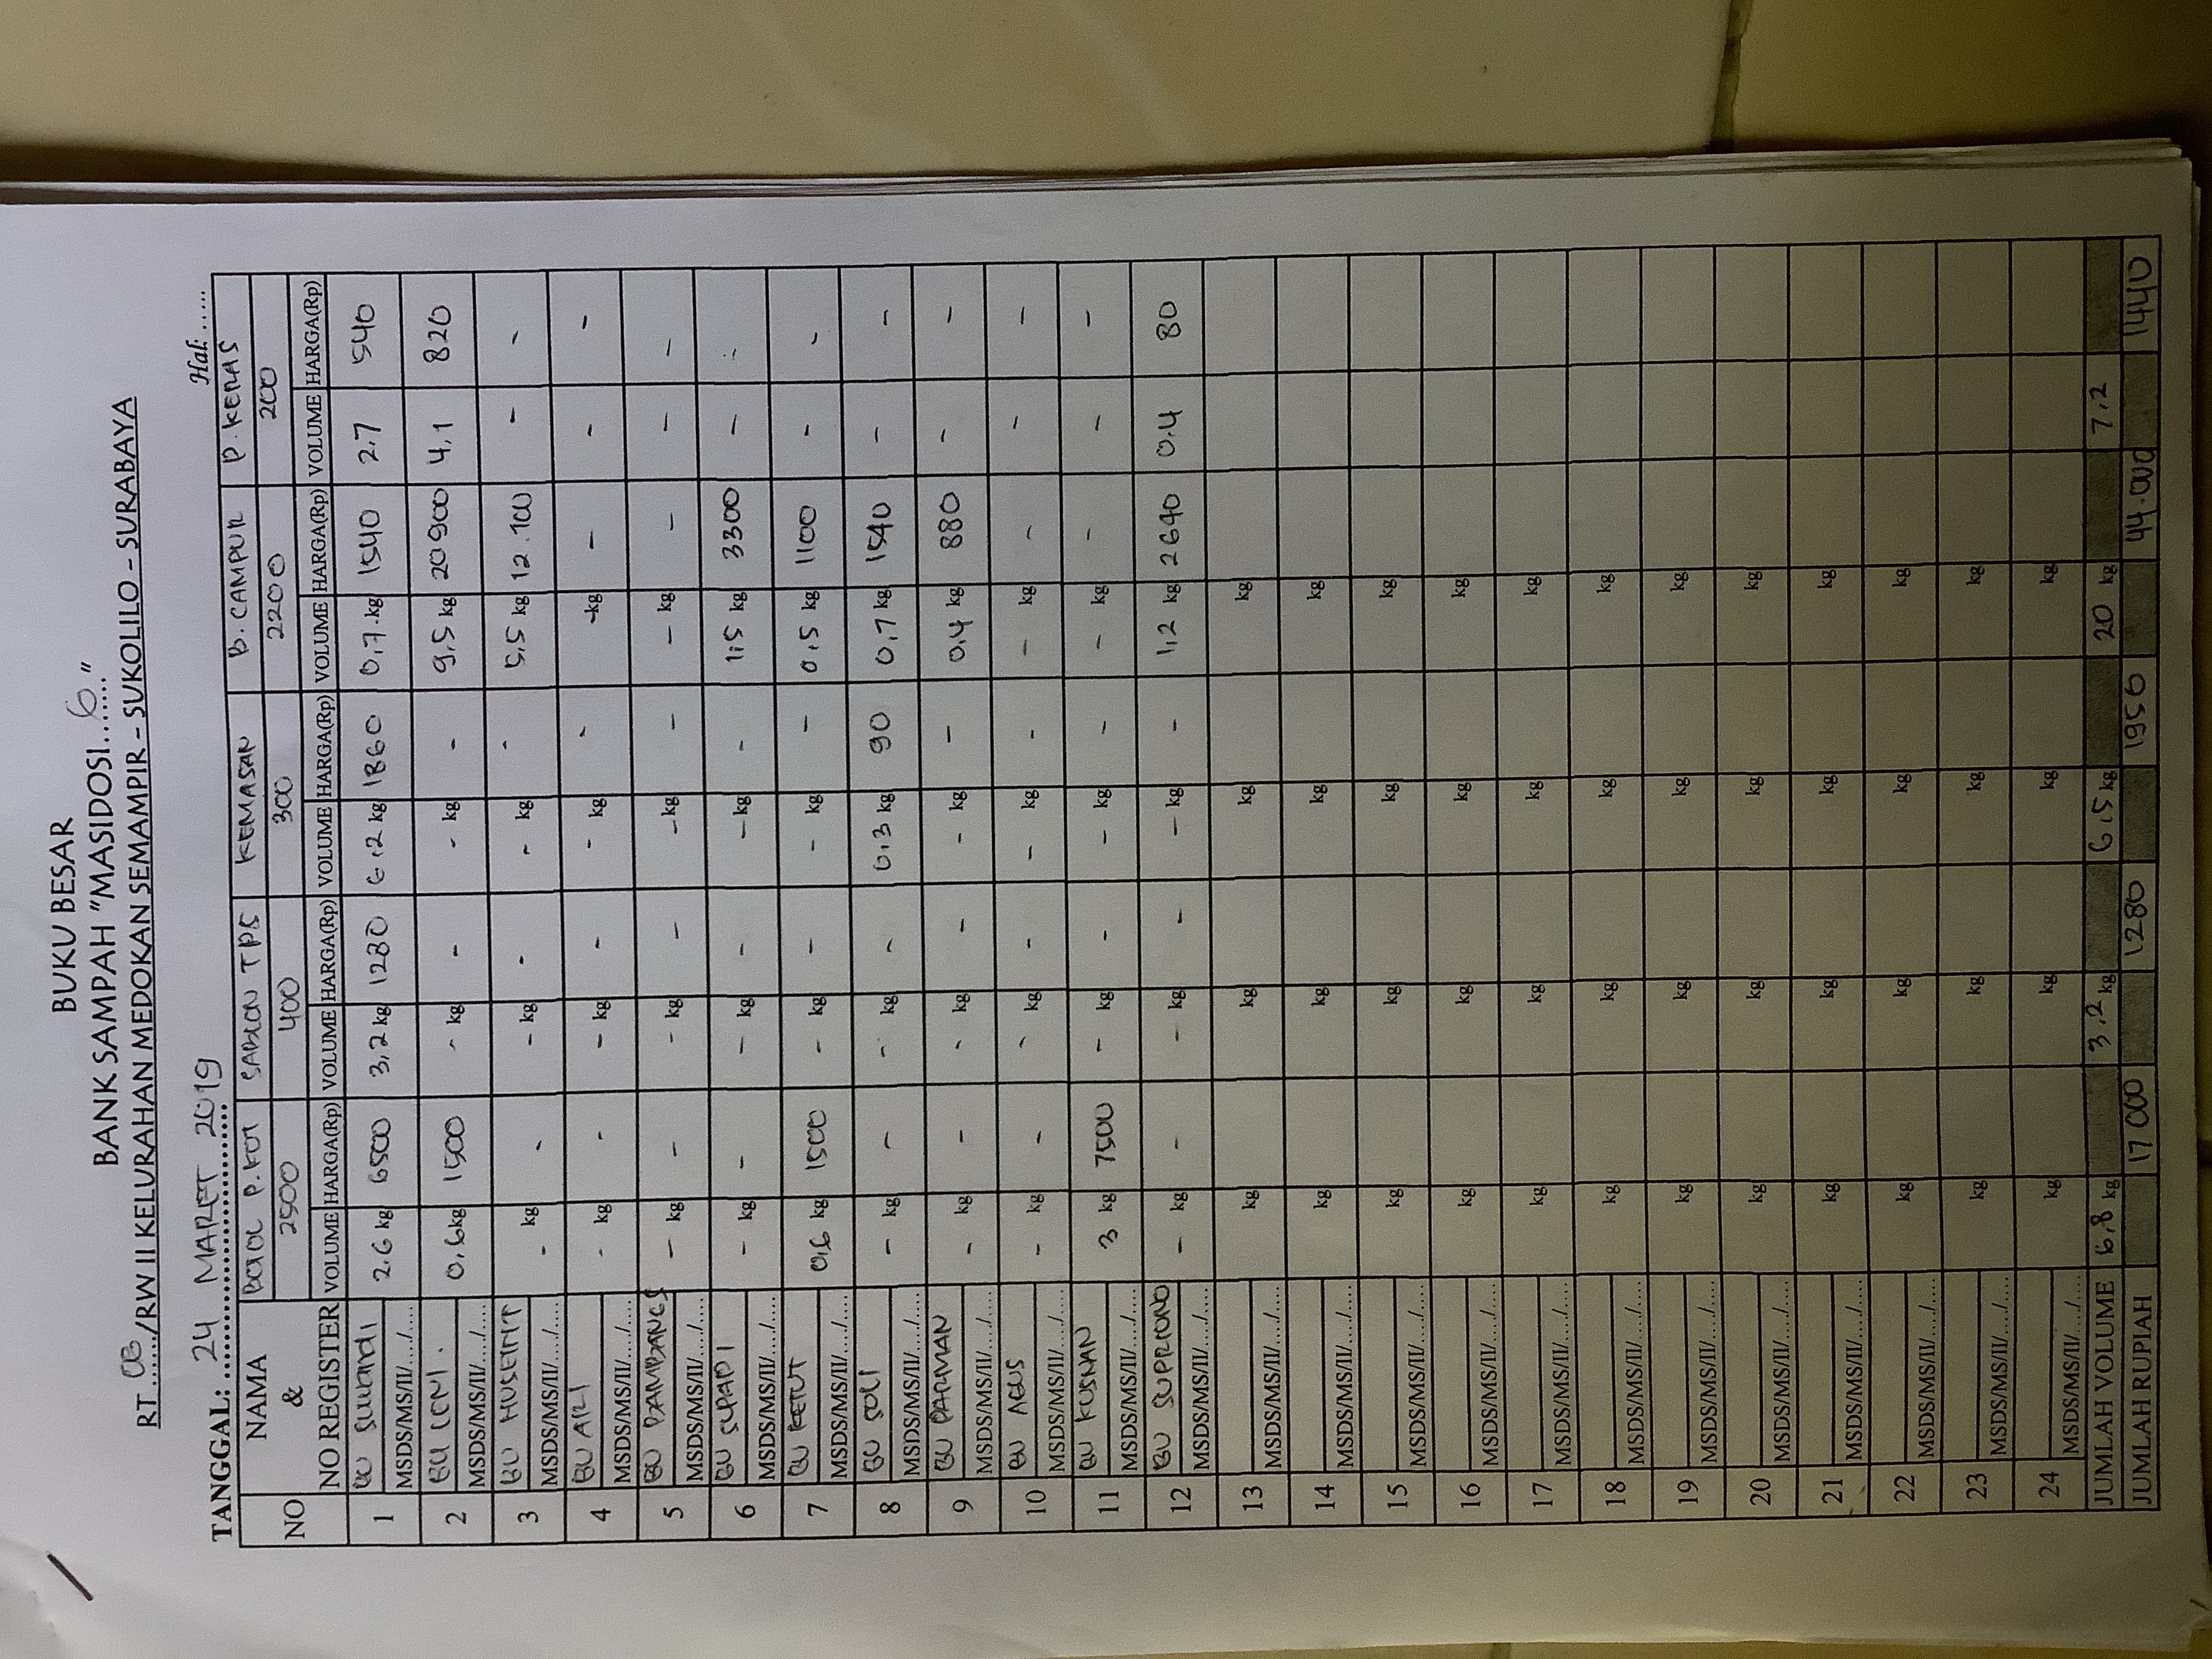 BUKU BESAR
BANK SAMPAH "MASIDOSI...6...."
RT 06/RW II KELURAHAN MEDOKAN SEMAMPIR – SUKOLILO – SURABAYA
TANGGAL: 24 MARET 2019 Hal: .....
NO NAMA & NO REGISTER BOTOL P. KOT SABLON TPS KEMASAN B. CAMPUR P. KERAS
2500 400 300 2200 200
VOLUME HARGA(Rp) VOLUME HARGA(Rp) VOLUME HARGA(Rp) VOLUME HARGA(Rp) VOLUME HARGA(Rp)
1 BU Suwandi 2.6 kg 6500 3,2 kg 1280 6,2 kg 1860 0,7 kg 1540 2.7 540
MSDS/MS/II/..../....
2 BU LENI . 0,6 kg 1500 - kg - - kg - 9,5 kg 20900 4,1 820
MSDS/MS/II/..../....
3 BU - kg - - kg - - kg - 5,5 kg 12.100 - -
MSDS/MS/II/..../....
4 BU ARI - kg - - kg - - kg - - kg - - -
MSDS/MS/II/..../....
5 BU BAMBANG S - kg - - kg - - kg - - kg - - -
MSDS/MS/II/..../....
6 BU SUPADI - kg - - kg - - kg - 1,5 kg 3300 - -
MSDS/MS/II/..../....
7 BU KETUT 0,6 kg 1500 - kg - - kg - 0,5 kg 1100 - -
MSDS/MS/II/..../....
8 BU SOLI - kg - - kg - 0,3 kg 90 0,7 kg 1540 - -
MSDS/MS/II/..../....
9 BU PARMAN - kg - - kg - - kg - 0,4 kg 880 - -
MSDS/MS/II/..../....
10 BU AGUS - kg - - kg - - kg - - kg - - -
MSDS/MS/II/..../....
11 BU KUSNAN 3 kg 7500 - kg - - kg - - kg - - -
MSDS/MS/II/..../....
12 BU SUPRIONO - kg - - kg - - kg - 1,2 kg 2640 0.4 80
MSDS/MS/II/..../....
13 kg kg kg kg
MSDS/MS/II/..../....
14 kg kg kg kg
MSDS/MS/II/..../....
15 kg kg kg kg
MSDS/MS/II/..../....
16 kg kg kg kg
MSDS/MS/II/..../....
17 kg kg kg kg
MSDS/MS/II/..../....
18 kg kg kg kg
MSDS/MS/II/..../....
19 kg kg kg kg
MSDS/MS/II/..../....
20 kg kg kg kg
MSDS/MS/II/..../....
21 kg kg kg kg
MSDS/MS/II/..../....
22 kg kg kg kg
MSDS/MS/II/..../....
23 kg kg kg kg
MSDS/MS/II/..../....
24 kg kg kg kg
MSDS/MS/II/..../....
JUMLAH VOLUME 6,8 kg 3.2 kg 6,5 kg 20 kg 7,2
JUMLAH RUPIAH 17000 1280 1950 44.000 1440